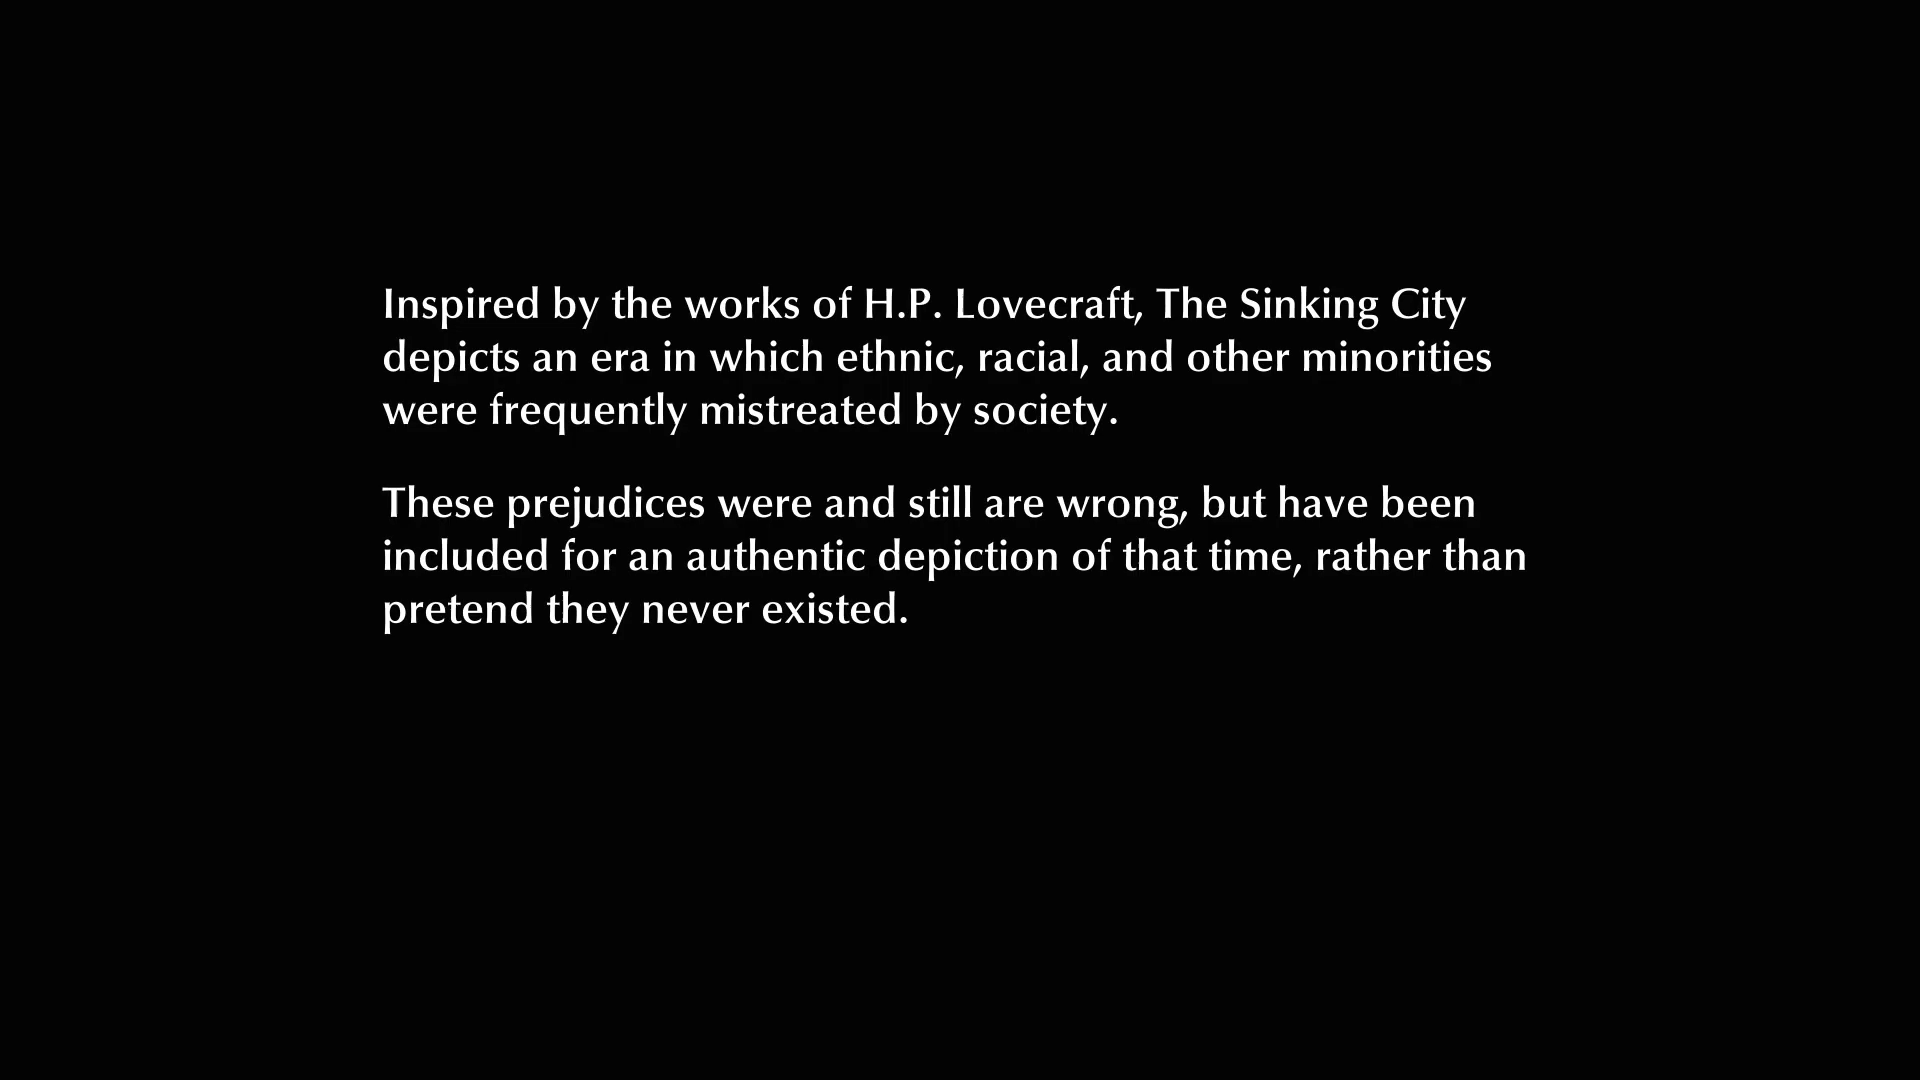 Inspired by the works of H.P. Lovecraft, The Sinking City
depicts an era in which ethnic, racial, and other minorities
were frequently mistreated by society.
These prejudices were and still are wrong, but have been
included for an authentic depiction of that time, rather than
pretend they never existed.